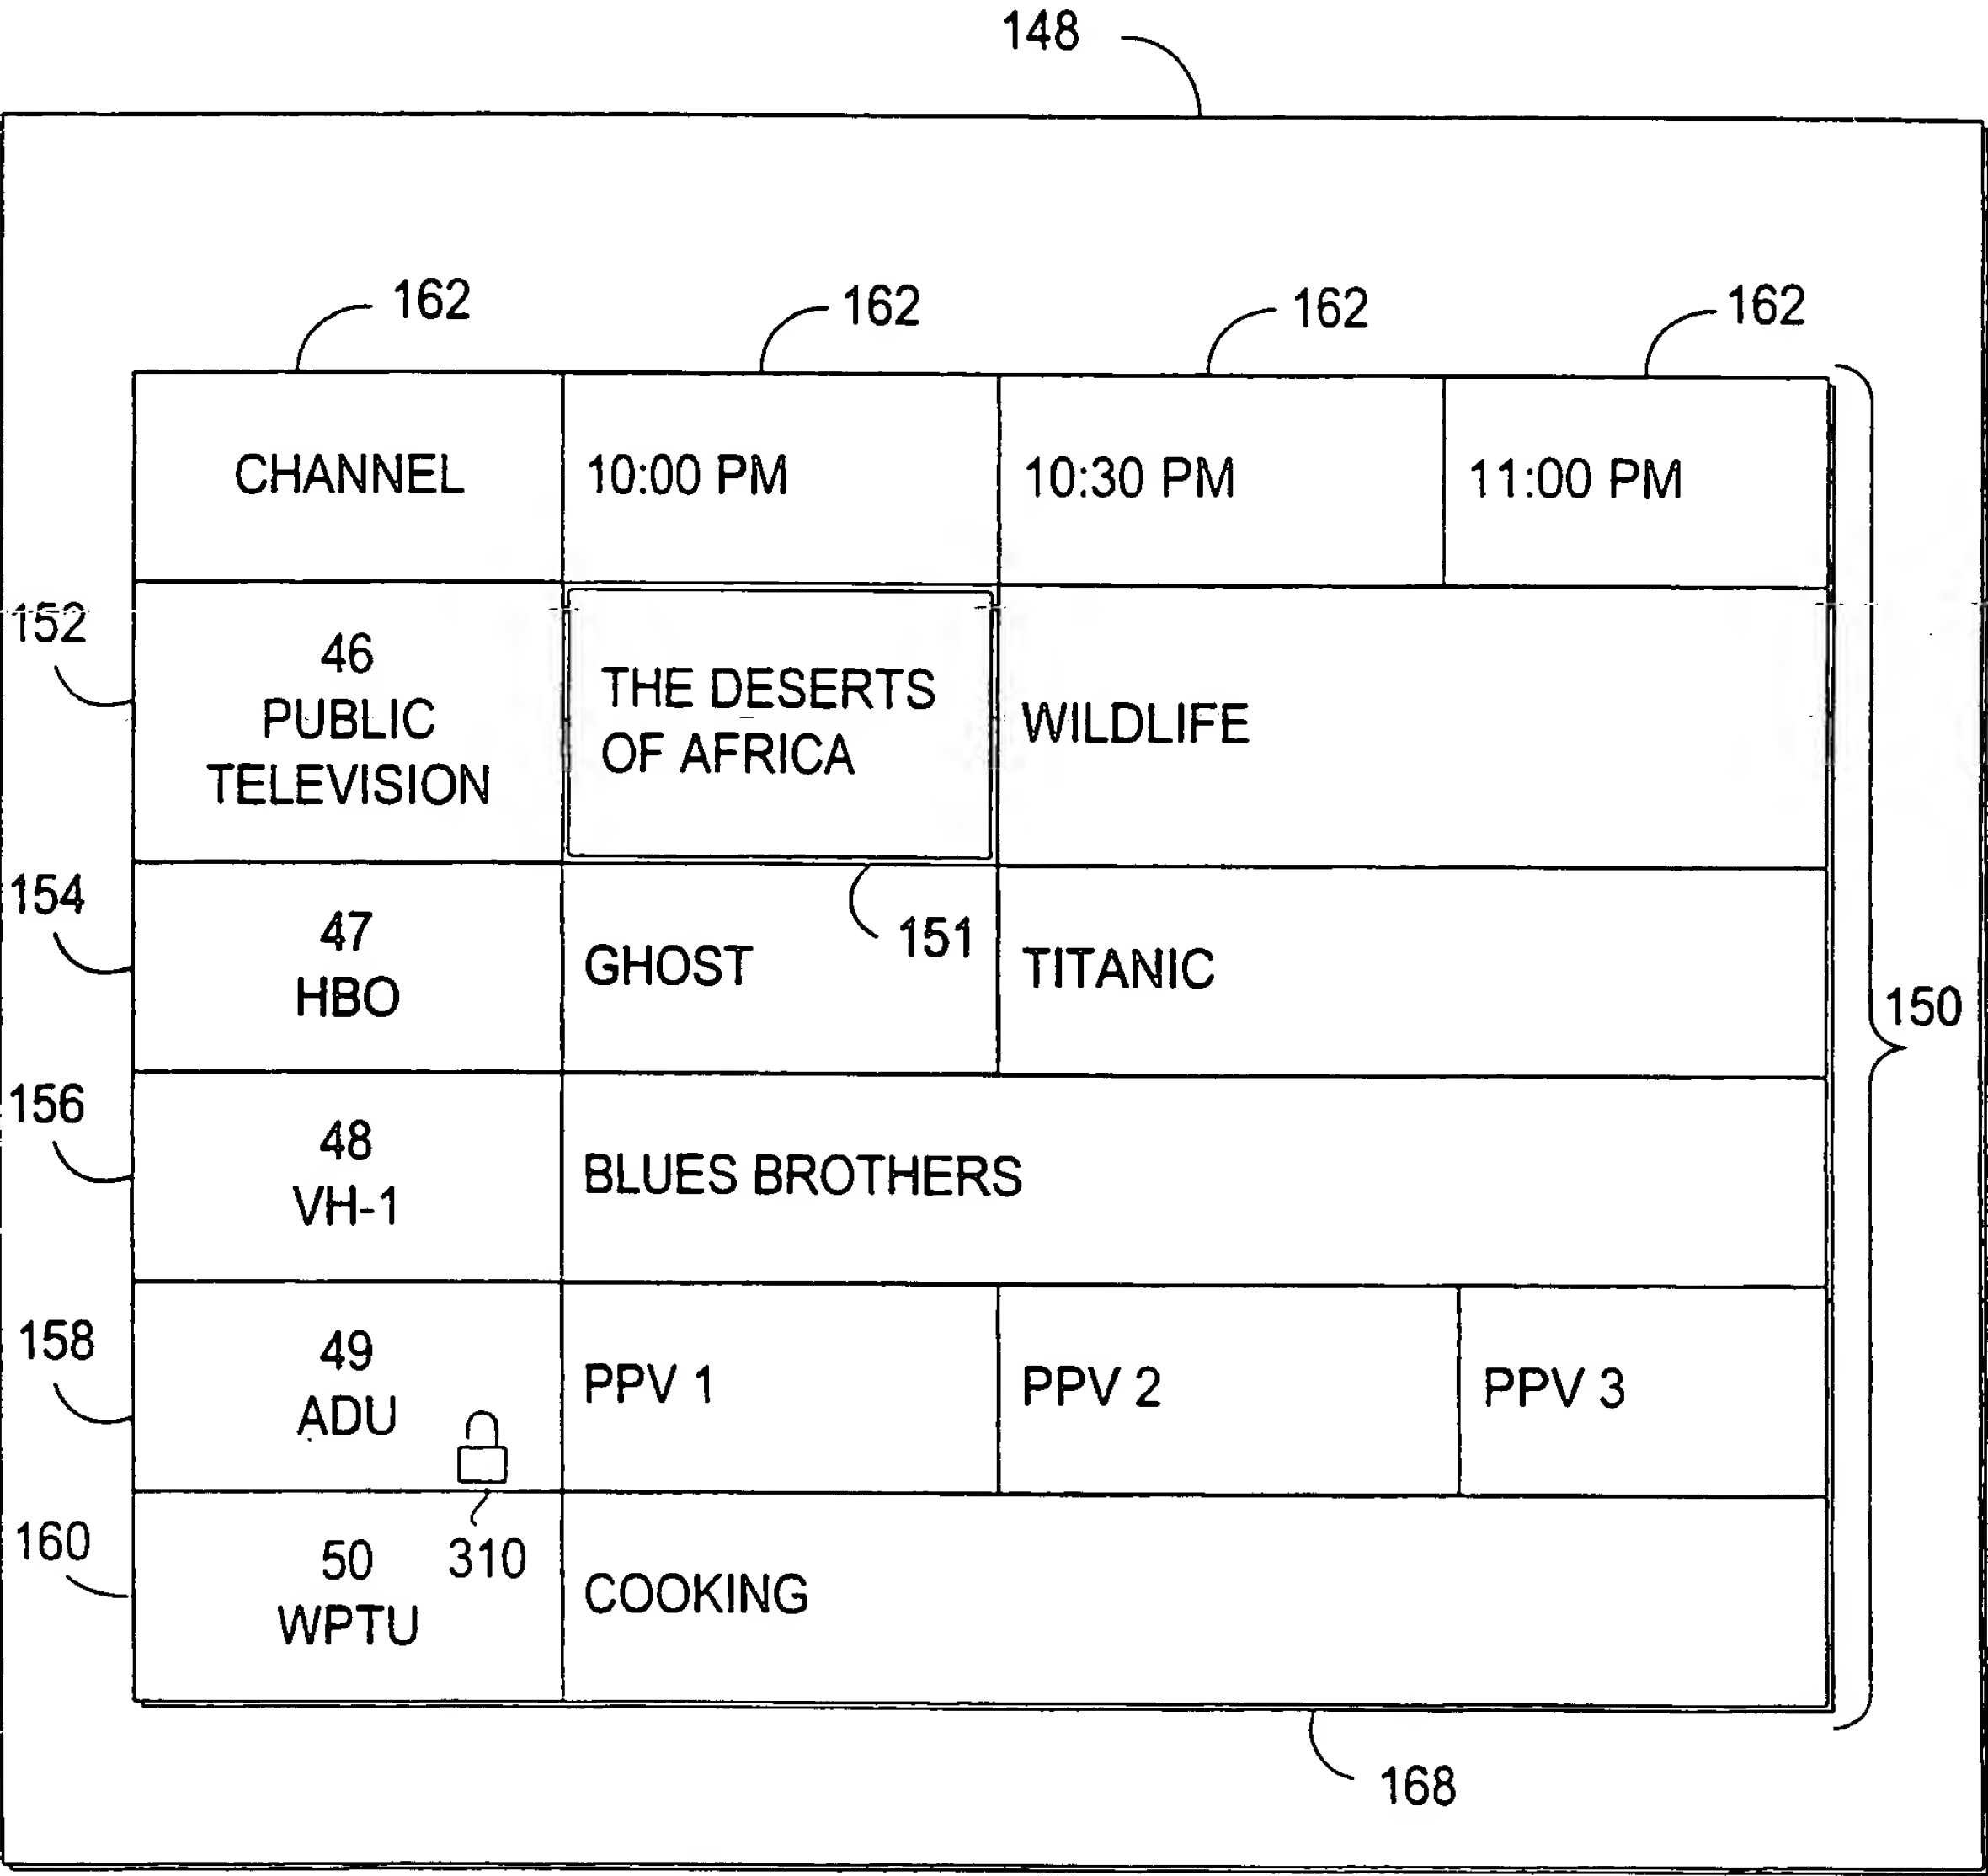 148
162
162
162
162
CHANNEL
10:00 PM
10:30 PM
11:00 PM
152
46
PUBLIC
TELEVISION
THE DESERTS
OF AFRICA
WILDLIFE
154
47
HBO
GHOST
151
TITANIC
150
156
48
VH-1
BLUES BROTHERS
158
49
ADU
PPV 1
PPV 2
PPV 3
160
50
WPTU
310
COOKING
168